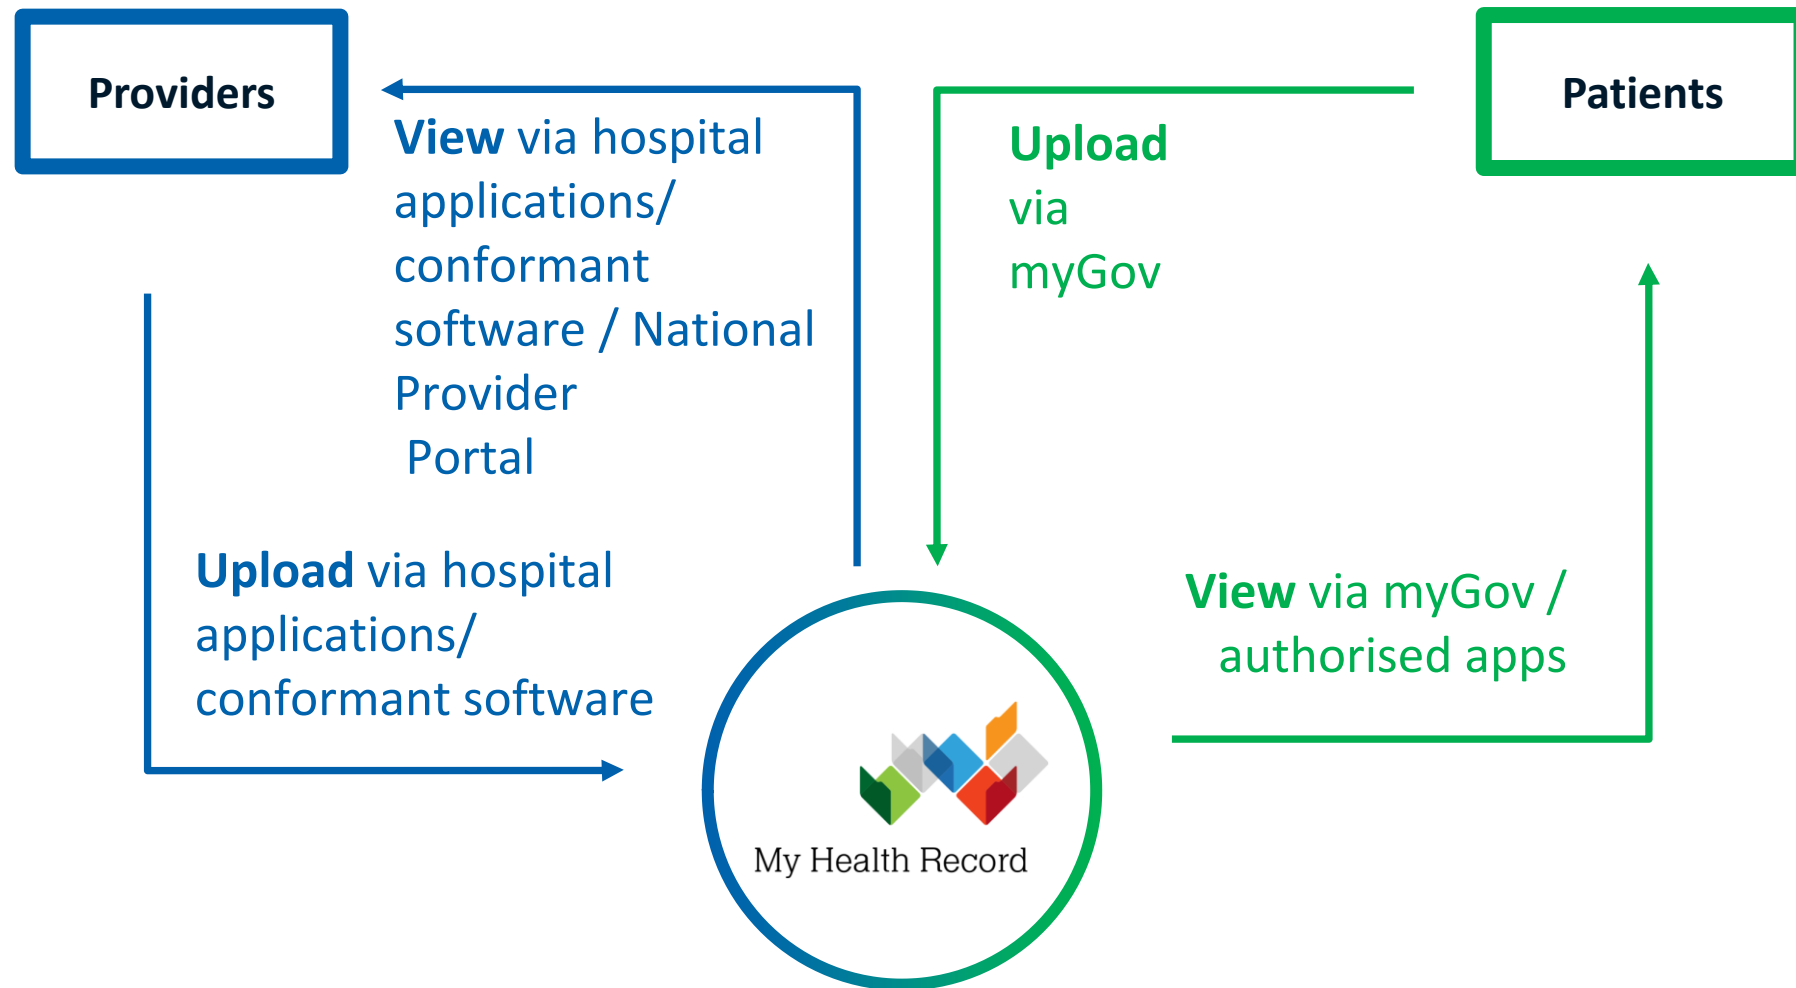 Providers
Patients
View via hospital
applications/
conformant
software / National
Provider
Portal
Upload
via
myGov
Upload via hospital
applications/
conformant software
View via myGov /
authorised apps
My Health Record